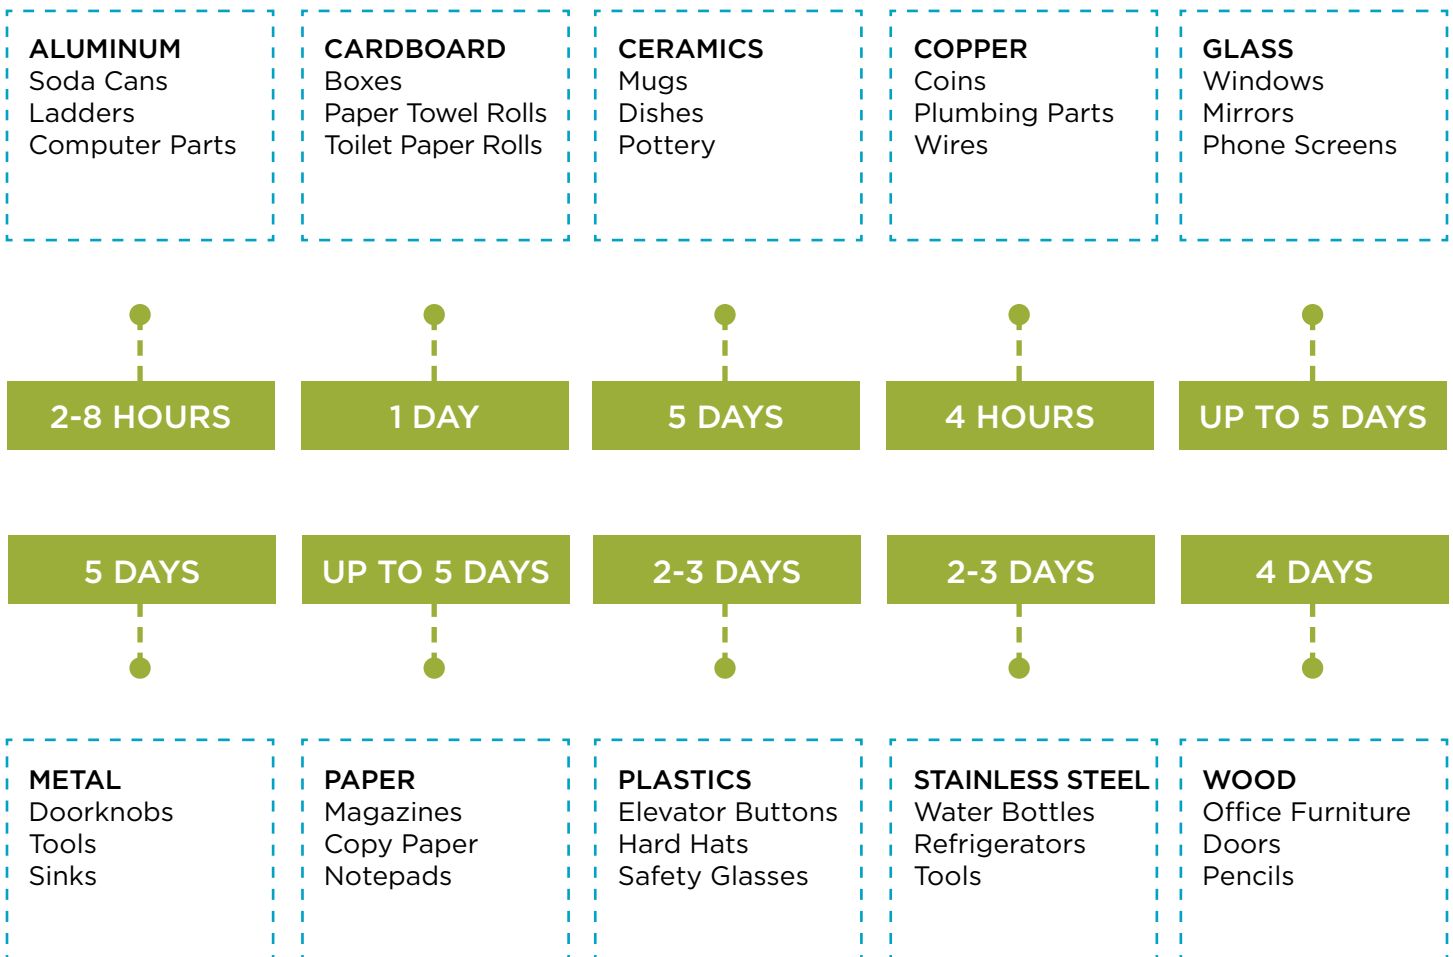 ALUMINUM
Soda Cans
Ladders
Computer Parts
CARDBOARD
Boxes
Paper Towel Rolls
Toilet Paper Rolls
CERAMICS
Mugs
Dishes
Pottery
COPPER
Coins
Plumbing Parts
Wires
GLASS
Windows
Mirrors
Phone Screens
2-8 HOURS
1 DAY
5 DAYS
4 HOURS
UP TO 5 DAYS
5 DAYS
UP TO 5 DAYS
2-3 DAYS
2-3 DAYS
4 DAYS
METAL
Doorknobs
Tools
Sinks
PAPER
Magazines
Copy Paper
Notepads
PLASTICS
Elevator Buttons
Hard Hats
Safety Glasses
STAINLESS STEEL
Water Bottles
Refrigerators
Tools
WOOD
Office Furniture
Doors
Pencils